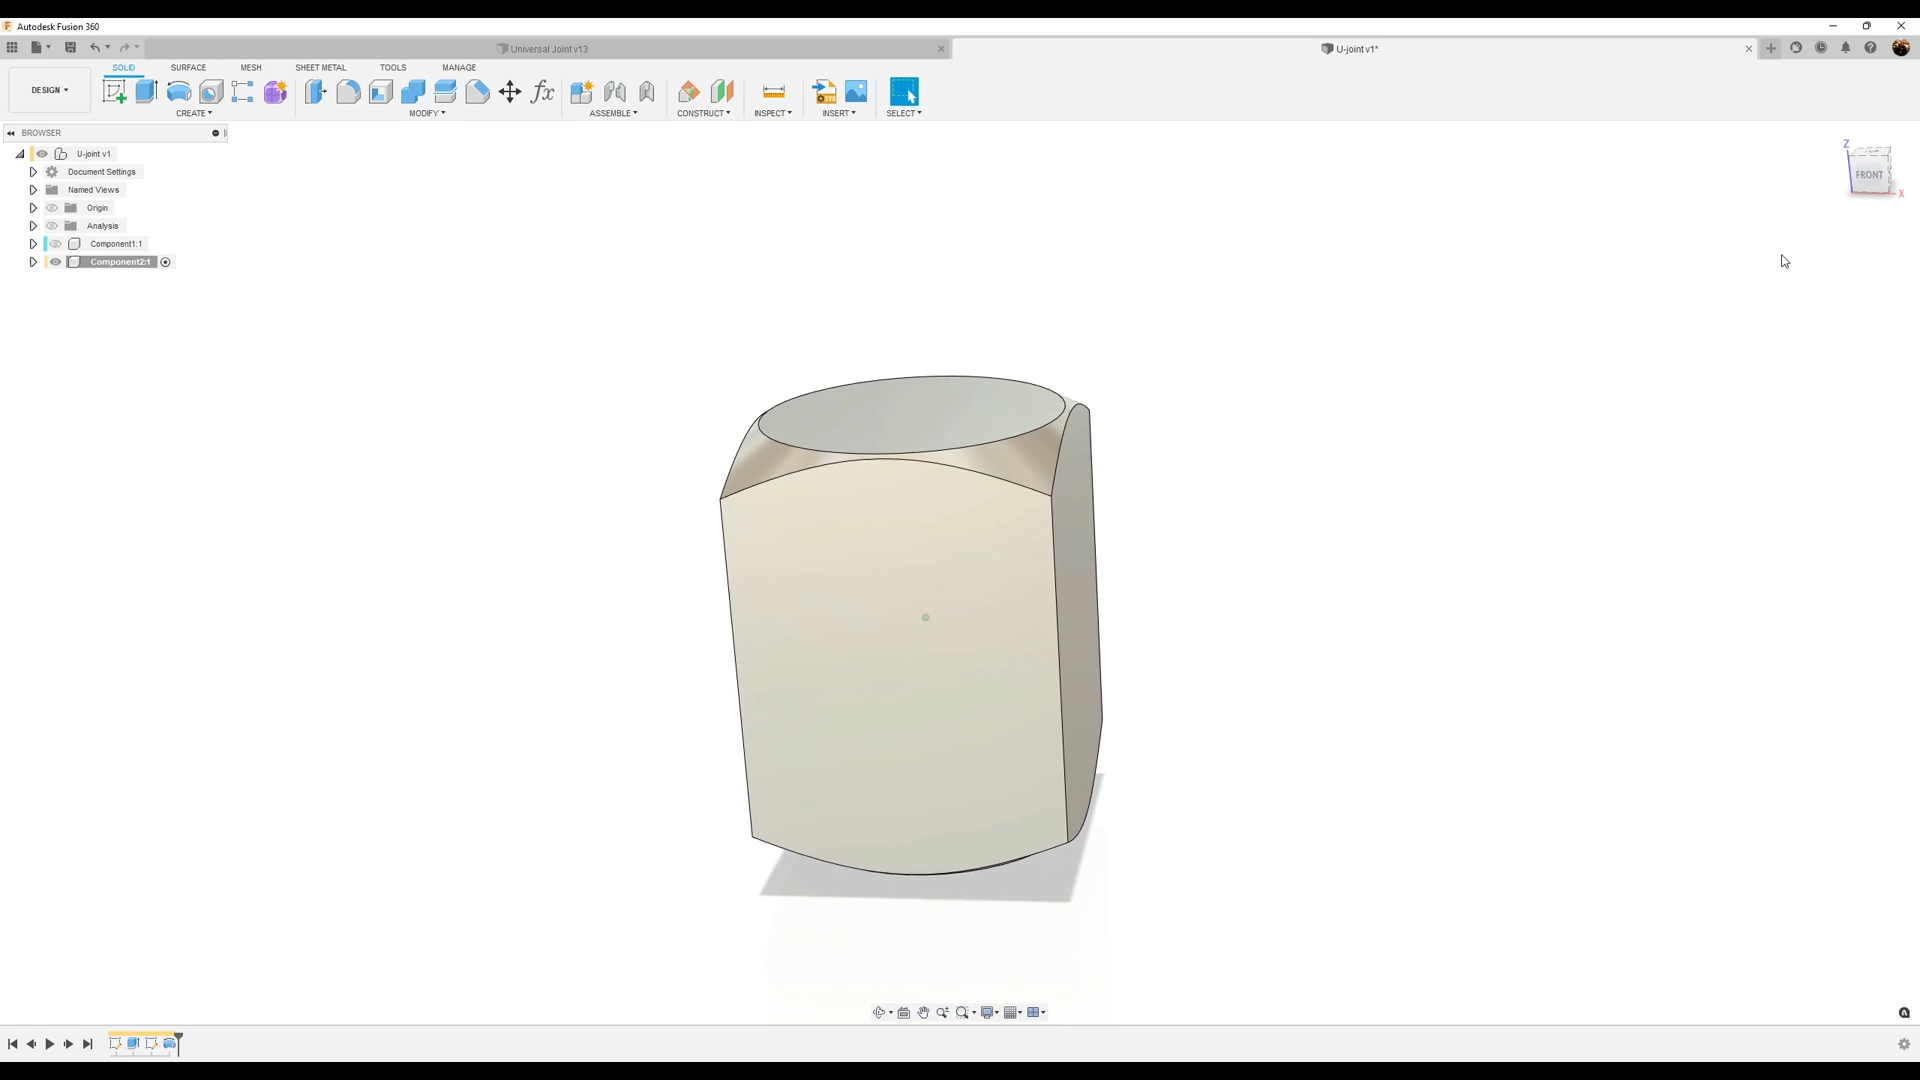 Autodesk Fusion 360
Universal Joint v13
U-joint v1*
SOLID SURFACE MESH SHEET METAL TOOLS MANAGE
DESIGN
CREATE MODIFY ASSEMBLE CONSTRUCT INSPECT INSERT SELECT
BROWSER
U-joint v1
Document Settings
Named Views
Origin
Analysis
Component1:1
Component2:1
Z
FRONT
X